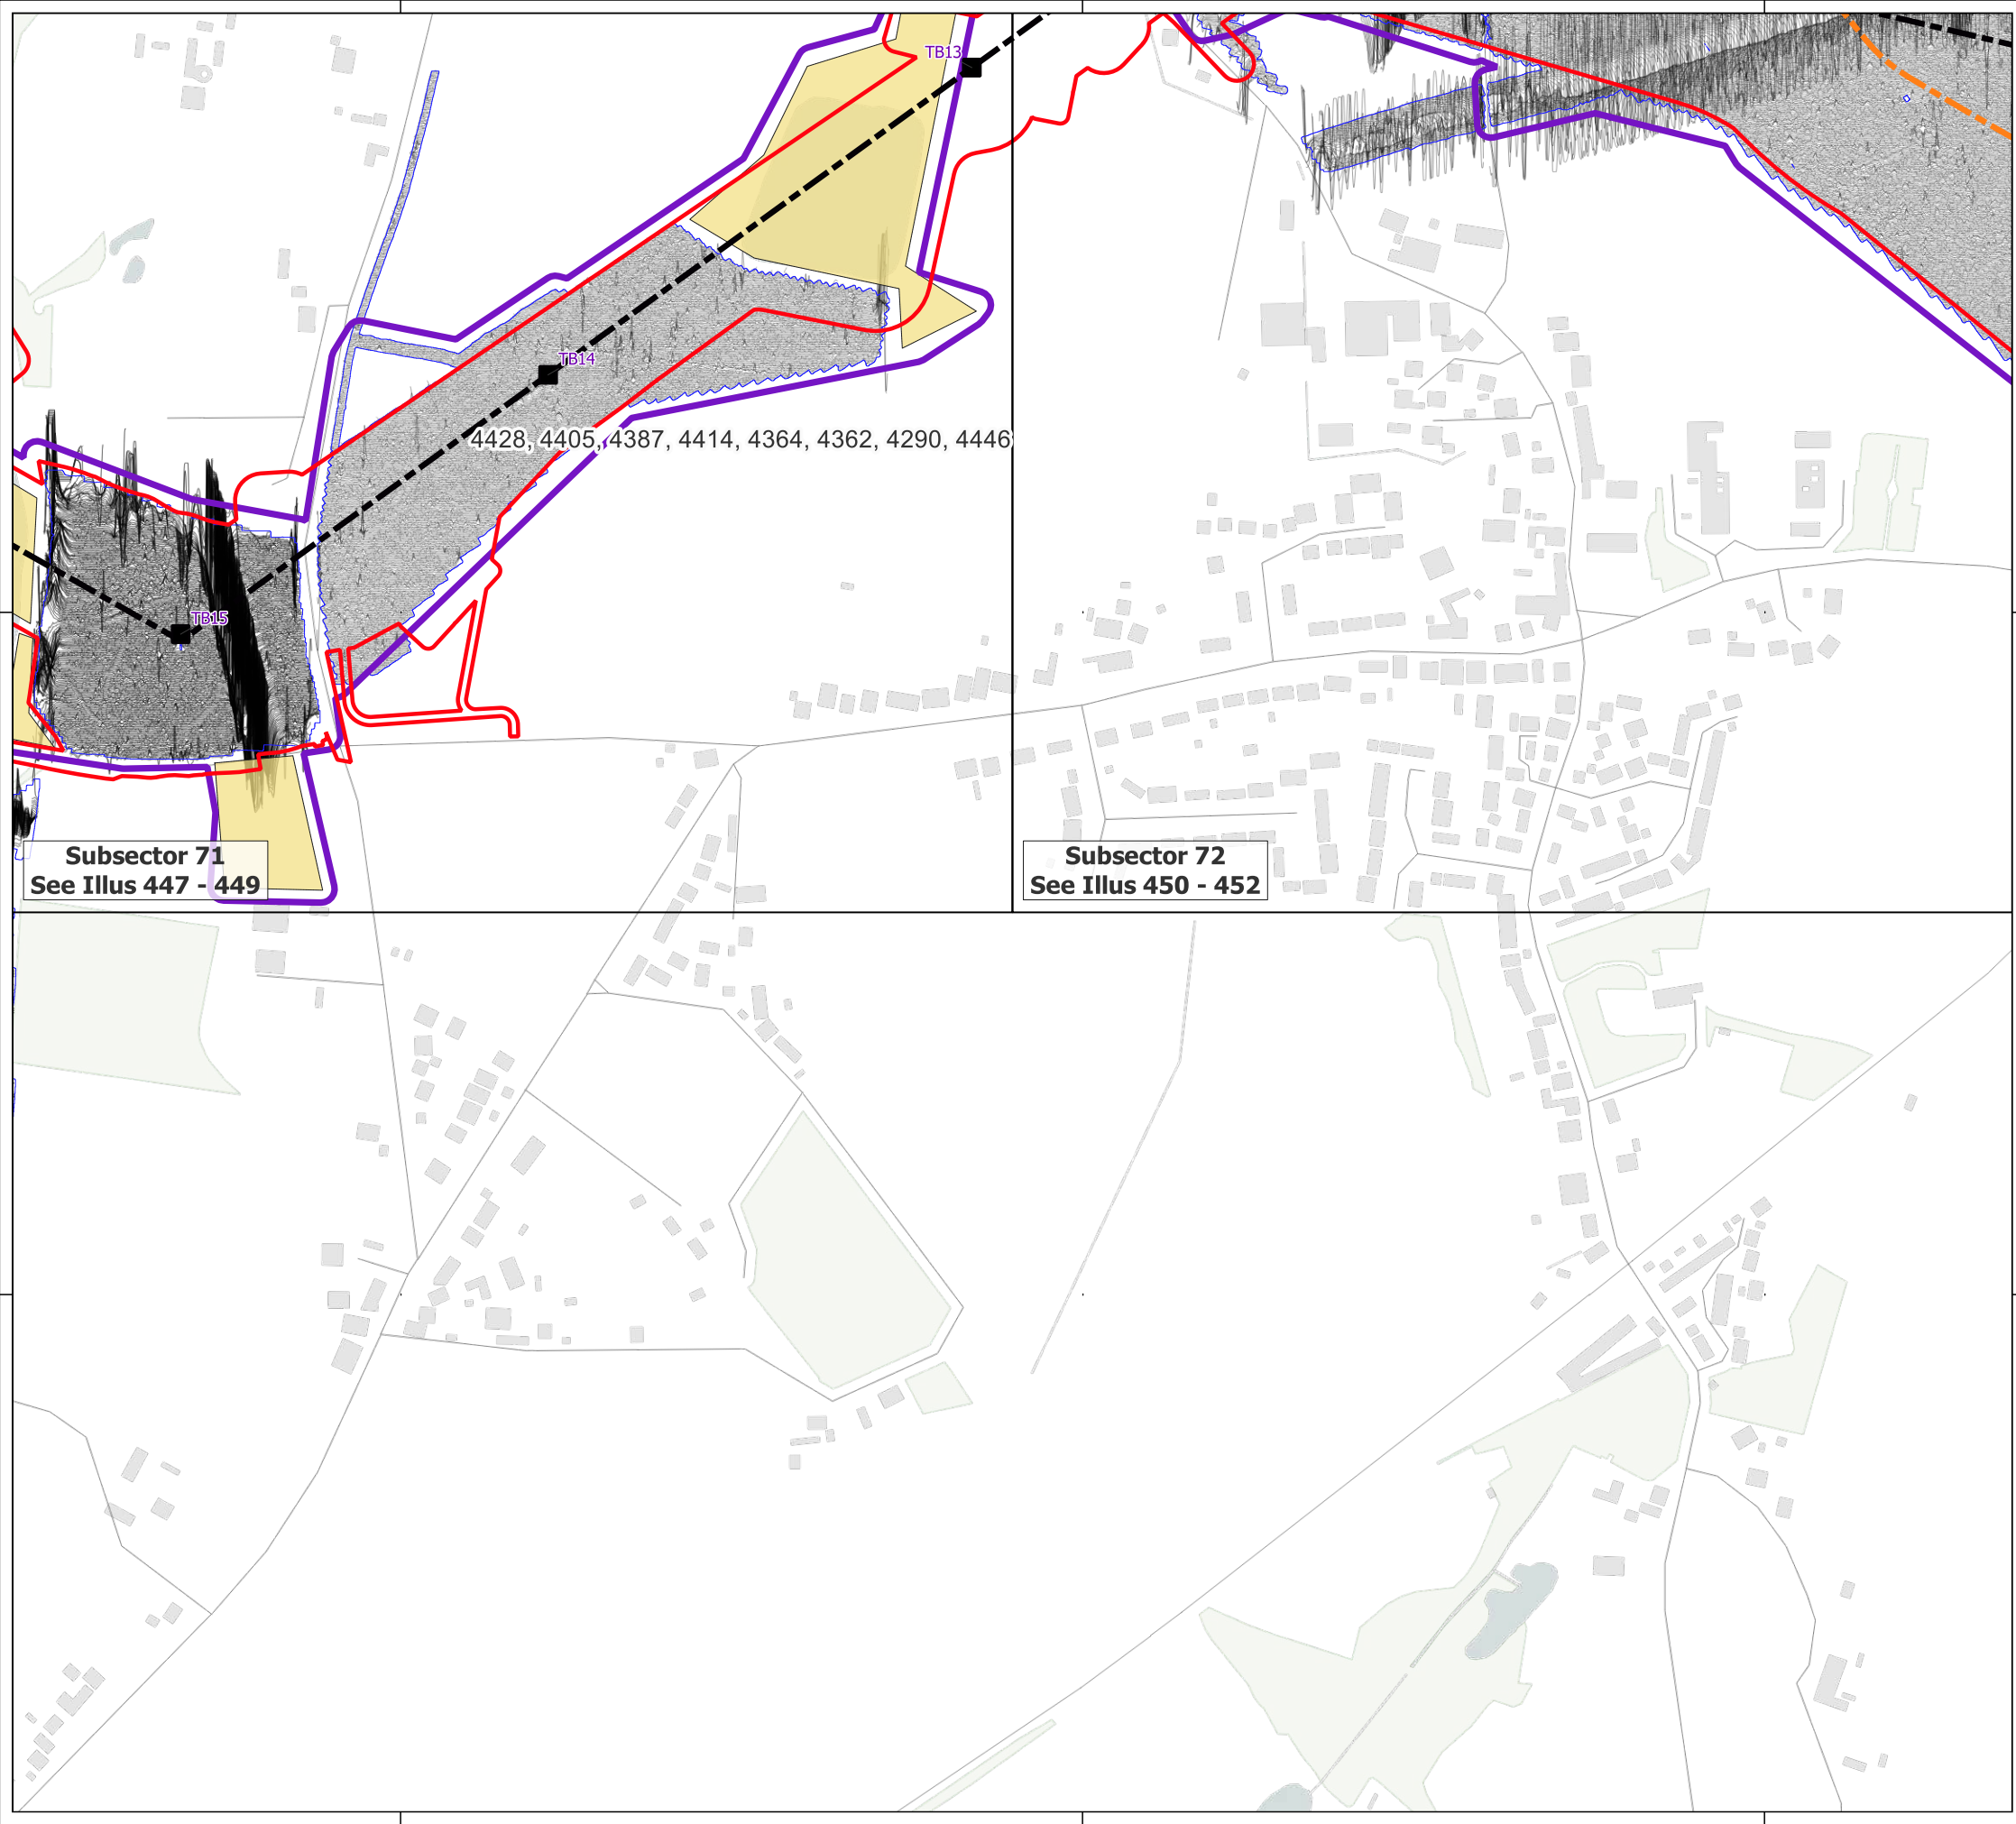 TB13
TB14
4428, 4405, 4387, 4414, 4364, 4362, 4290, 4446
TB15
Subsector 71
See Illus 447 - 449
Subsector 72
See Illus 450 - 452